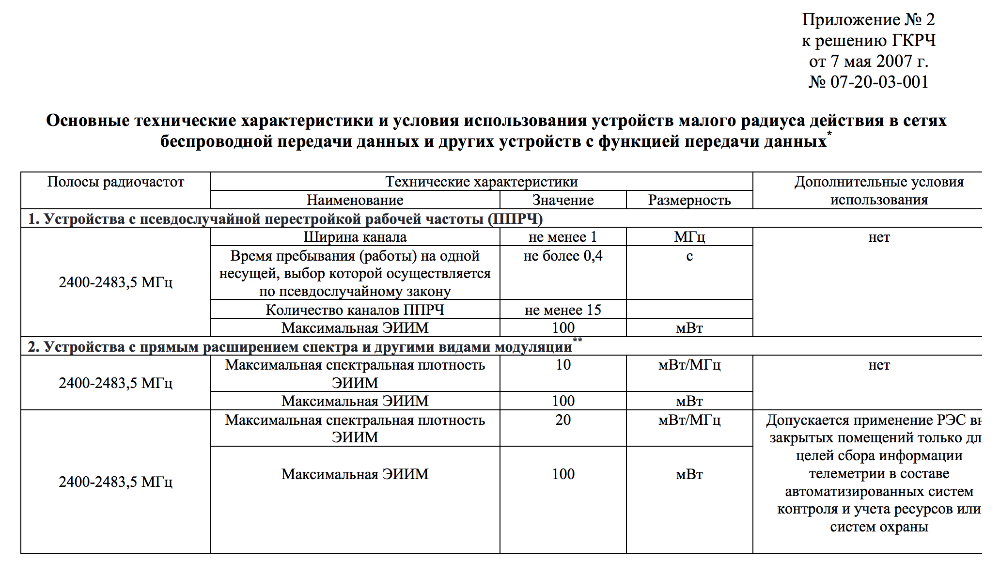 Приложение № 2
к решению ГКРЧ
от 7 мая 2007 г.
№ 07-20-03-001
Основные технические характеристики и условия использования устройств малого радиуса действия в сетях
беспроводной передачи данных и других устройств с функцией передачи данных*
Полосы радиочастот
Технические характеристики
Дополнительные условия
использования
Наименование
Значение
Размерность
1. Устройства с псевдослучайной перестройкой рабочей частоты (ППРЧ)
2400-2483,5 МГц
Ширина канала
не менее 1
МГц
нет
Время пребывания (работы) на одной
несущей, выбор которой осуществляется
по псевдослучайному закону
не более 0,4
с
Количество каналов ППРЧ
не менее 15
Максимальная ЭИИМ
100
мВт
2. Устройства с прямым расширением спектра и другими видами модуляции**
2400-2483,5 МГц
Максимальная спектральная плотность
ЭИИМ
10
мВт/МГц
нет
Максимальная ЭИИМ
100
мВт
2400-2483,5 МГц
Максимальная спектральная плотность
ЭИИМ
20
мВт/МГц
Допускается применение РЭС
закрытых помещений только
целей сбора информации
телеметрии в составе
автоматизированных систем
контроля и учета ресурсов или
систем охраны
Максимальная ЭИИМ
100
мВт